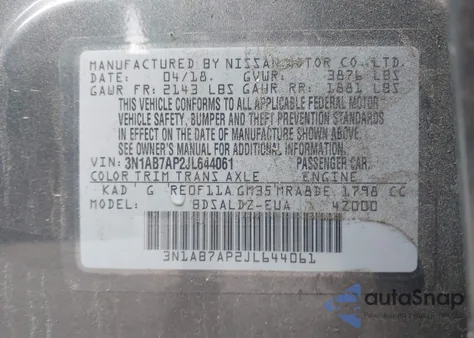 MANUFACTURED BY NISSAN MOTOR CO., LTD.
DATE: 04/18. GVWR: 3876 LBS
GAWR FR: 2143 LBS GAWR RR: 1881 LBS
THIS VEHICLE CONFORMS TO ALL APPLICABLE FEDERAL MOTOR
VEHICLE SAFETY, BUMPER AND THEFT PREVENTION STANDARDS
IN EFFECT ON THE DATE OF MANUFACTURE SHOWN ABOVE.
SEE OWNER'S MANUAL FOR ADDITIONAL INFORMATION.
VIN: 3N1AB7AP2JL644061 PASSENGER CAR
COLOR TRIM TRANS AXLE ENGINE
KAD G RE0F11A GM35 MRA8DE 1798 CC
MODEL: BDSALDZ-EUA 4Z000
3N1AB7AP2JL644061
autoSnap